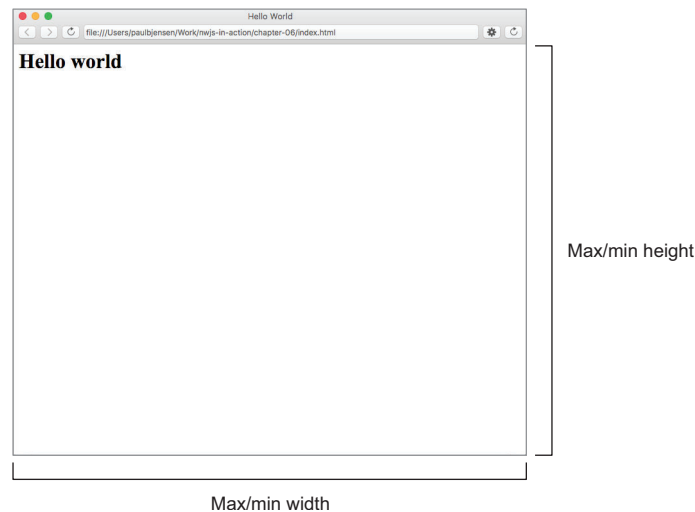 Hello World
file:///Users/paulbjensen/Work/nwjs-in-action/chapter-06/index.html
Hello world
Max/min height
Max/min width